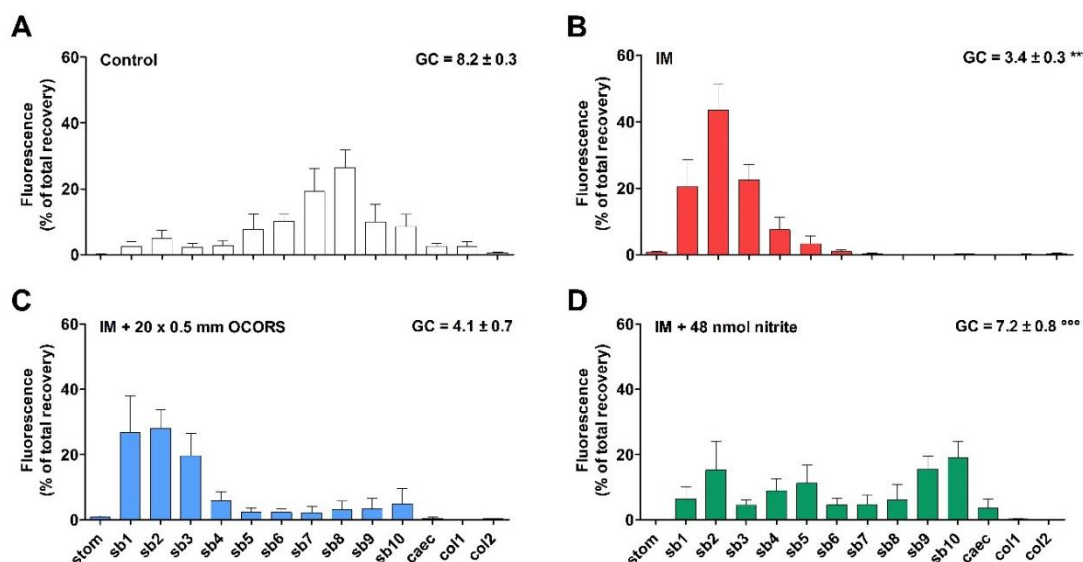 A
Control
GC = 8.2 ± 0.3
Fluorescence
(% of total recovery)
60
40
20
0
B
IM
GC = 3.4 ± 0.3 ***
Fluorescence
(% of total recovery)
60
40
20
0
C
IM + 20 x 0.5 mm OCORS
GC = 4.1 ± 0.7
Fluorescence
(% of total recovery)
60
40
20
0
stom
sb1
sb2
sb3
sb4
sb5
sb6
sb7
sb8
sb9
sb10
caec
col1
col2
D
IM + 48 nmol nitrite
GC = 7.2 ± 0.8 °°°
Fluorescence
(% of total recovery)
60
40
20
0
stom
sb1
sb2
sb3
sb4
sb5
sb6
sb7
sb8
sb9
sb10
caec
col1
col2